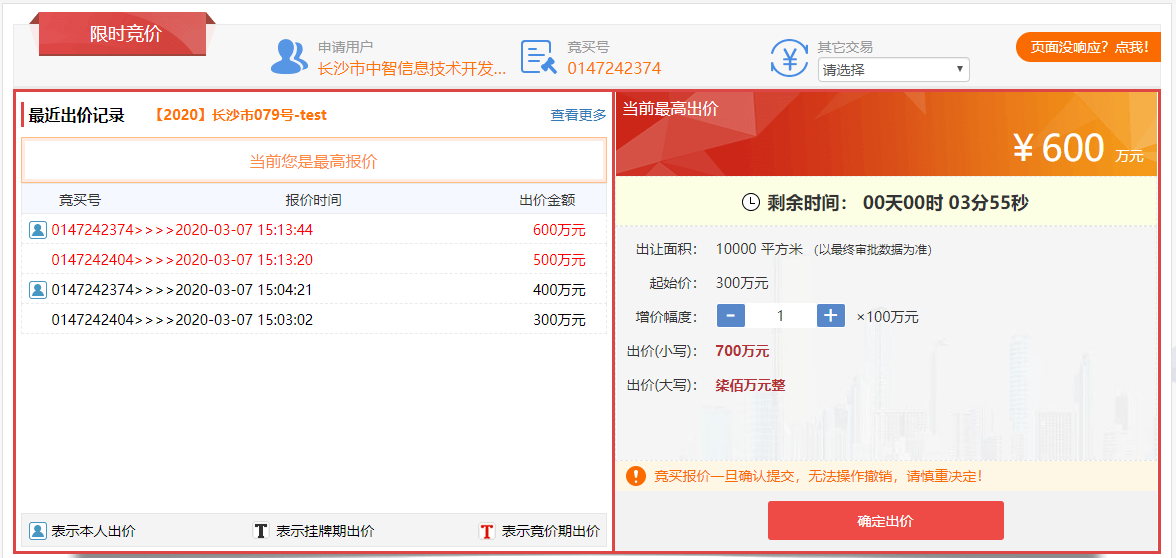 限时竞价
申请用户
长沙市中智信息技术开发...
竞买号
0147242374
其它交易
请选择
页面没响应？点我!
最近出价记录 【2020】长沙市079号-test 查看更多
当前您是最高报价
竞买号 报价时间 出价金额
0147242374>>>>2020-03-07 15:13:44 600万元
0147242404>>>>2020-03-07 15:13:20 500万元
0147242374>>>>2020-03-07 15:04:21 400万元
0147242404>>>>2020-03-07 15:03:02 300万元
表示本人出价 T 表示挂牌期出价 T 表示竞价期出价
当前最高出价
￥600 万元
剩余时间： 00天00时 03分55秒
出让面积： 10000 平方米 （以最终审批数据为准）
起始价： 300万元
增价幅度： - 1 + ×100万元
出价(小写)： 700万元
出价(大写)： 柒佰万元整
竞买报价一旦确认提交，无法操作撤销，请慎重决定!
确定出价